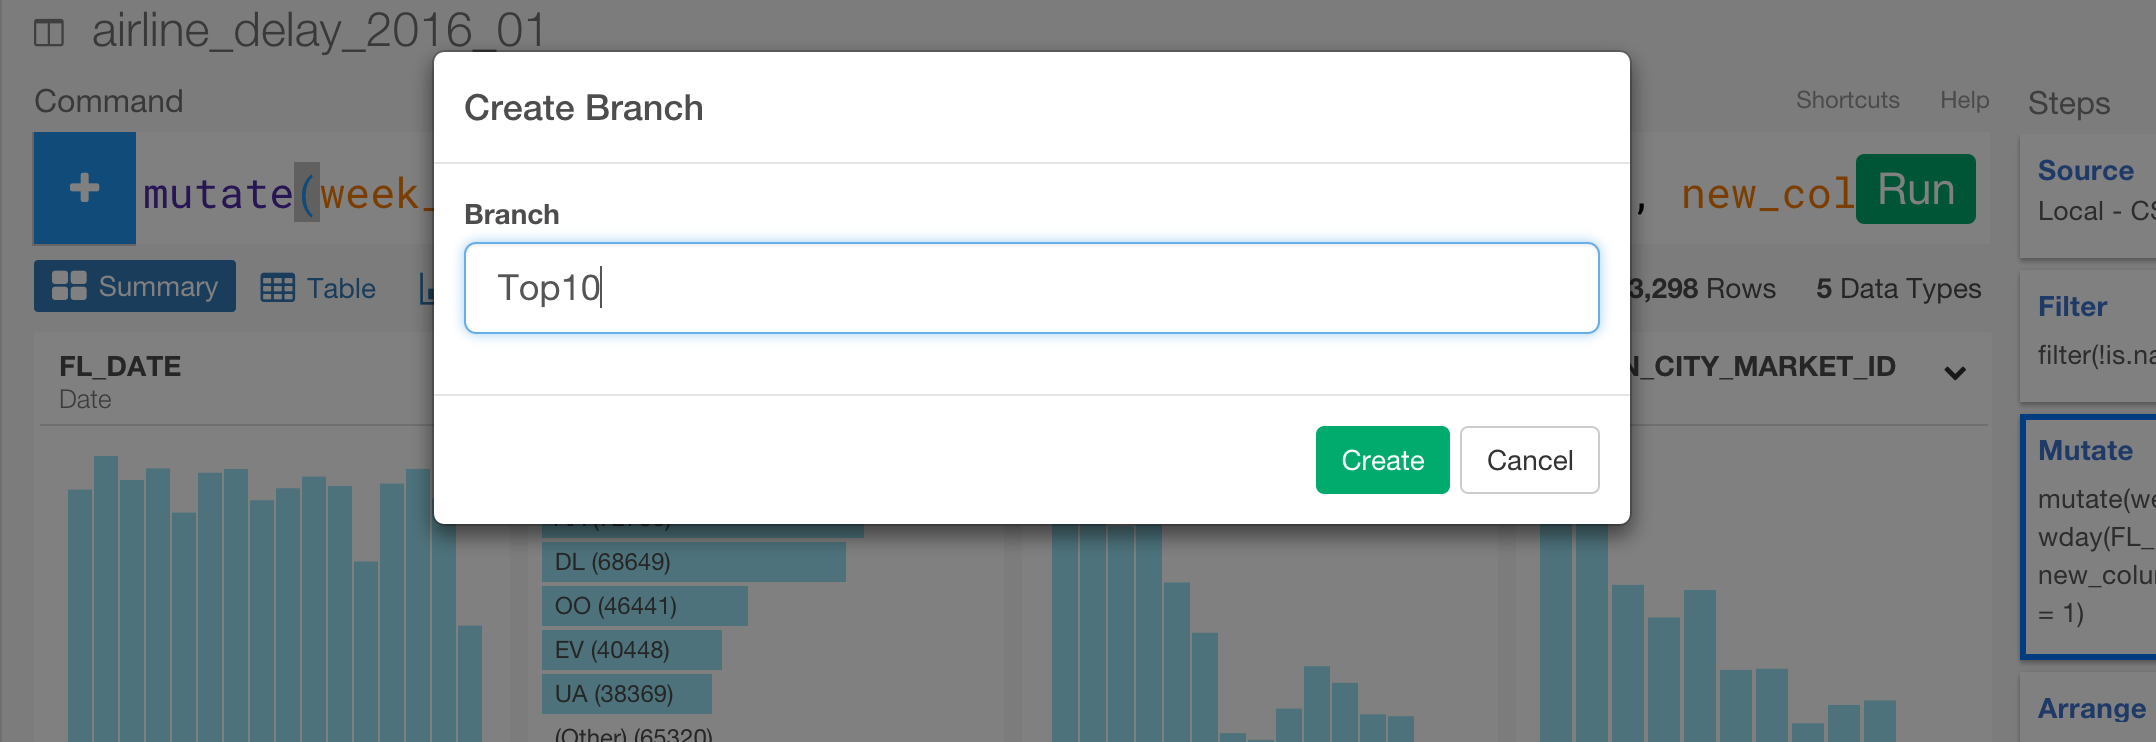 airline_delay_2016_01
Command
Shortcuts Help
Steps
mutate(week_
, new_col
Run
Create Branch
Branch
Top10
Create
Cancel
Summary
Table
3,298 Rows
5 Data Types
FL_DATE
Date
N_CITY_MARKET_ID
DL (68649)
OO (46441)
EV (40448)
UA (38369)
(Other) (65320)
Source
Local - CS
Filter
filter(!is.na
Mutate
mutate(we
wday(FL_
new_colu
= 1)
Arrange